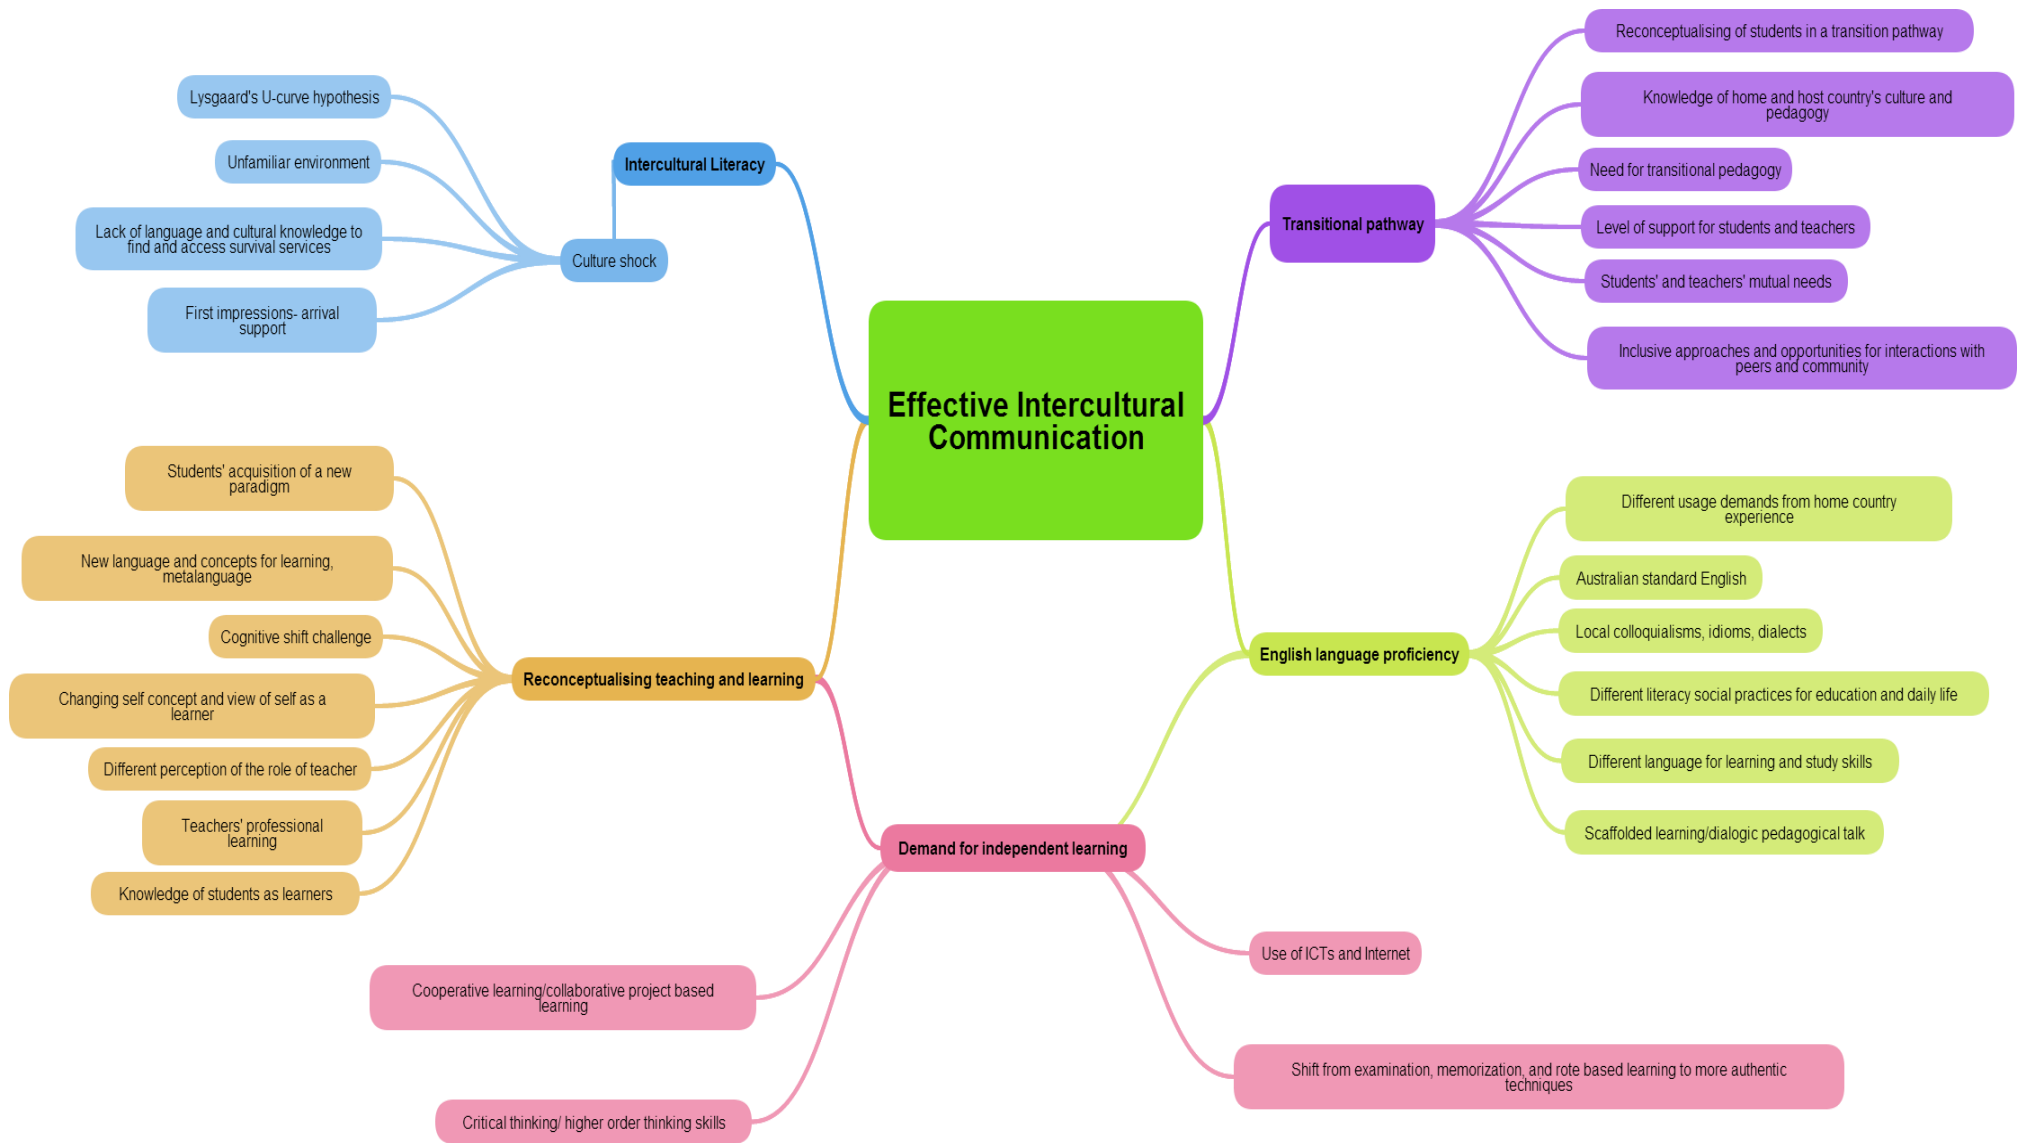 Effective Intercultural
Communication
Intercultural Literacy
Culture shock
Lysgaard's U-curve hypothesis
Unfamiliar environment
Lack of language and cultural knowledge to
find and access survival services
First impressions- arrival
support
Transitional pathway
Reconceptualising of students in a transition pathway
Knowledge of home and host country's culture and
pedagogy
Need for transitional pedagogy
Level of support for students and teachers
Students' and teachers' mutual needs
Inclusive approaches and opportunities for interactions with
peers and community
Reconceptualising teaching and learning
Students' acquisition of a new
paradigm
New language and concepts for learning,
metalanguage
Cognitive shift challenge
Changing self concept and view of self as a
learner
Different perception of the role of teacher
Teachers' professional
learning
Knowledge of students as learners
English language proficiency
Different usage demands from home country
experience
Australian standard English
Local colloquialisms, idioms, dialects
Different literacy social practices for education and daily life
Different language for learning and study skills
Scaffolded learning/dialogic pedagogical talk
Demand for independent learning
Cooperative learning/collaborative project based
learning
Critical thinking/ higher order thinking skills
Use of ICTs and Internet
Shift from examination, memorization, and rote based learning to more authentic
techniques